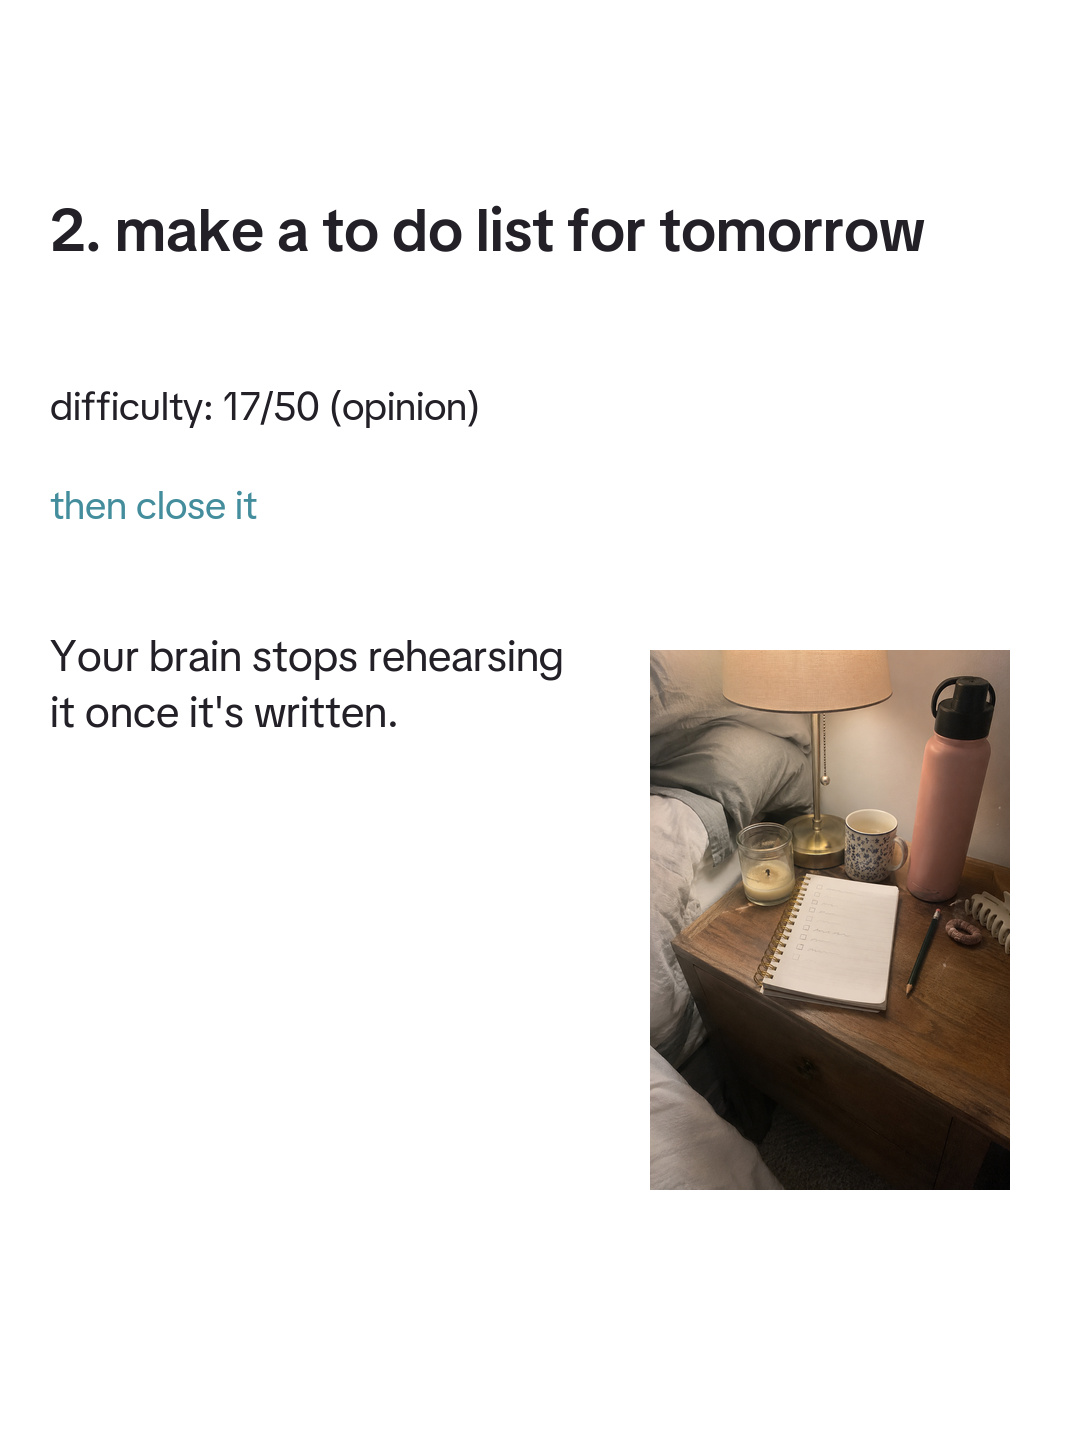 2. make a to do list for tomorrow
difficulty: 17/50 (opinion)
then close it
Your brain stops rehearsing
it once it's written.